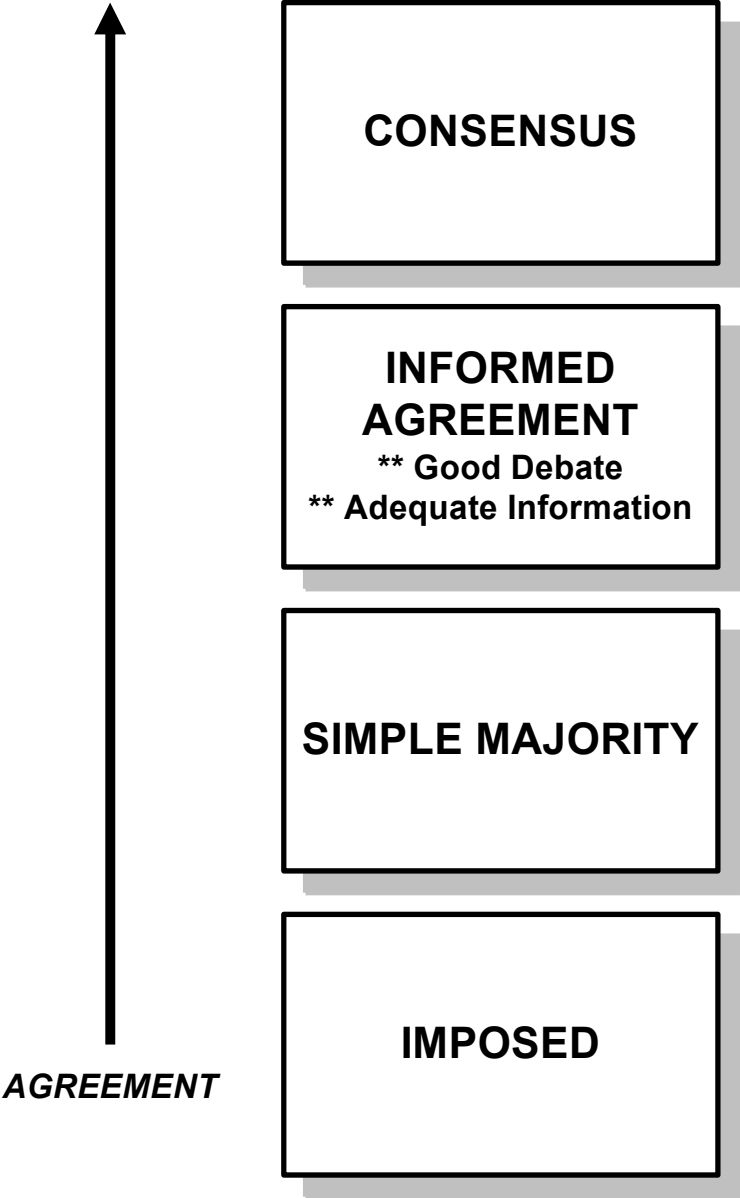 CONSENSUS
INFORMED
AGREEMENT
** Good Debate
** Adequate Information
SIMPLE MAJORITY
IMPOSED
AGREEMENT